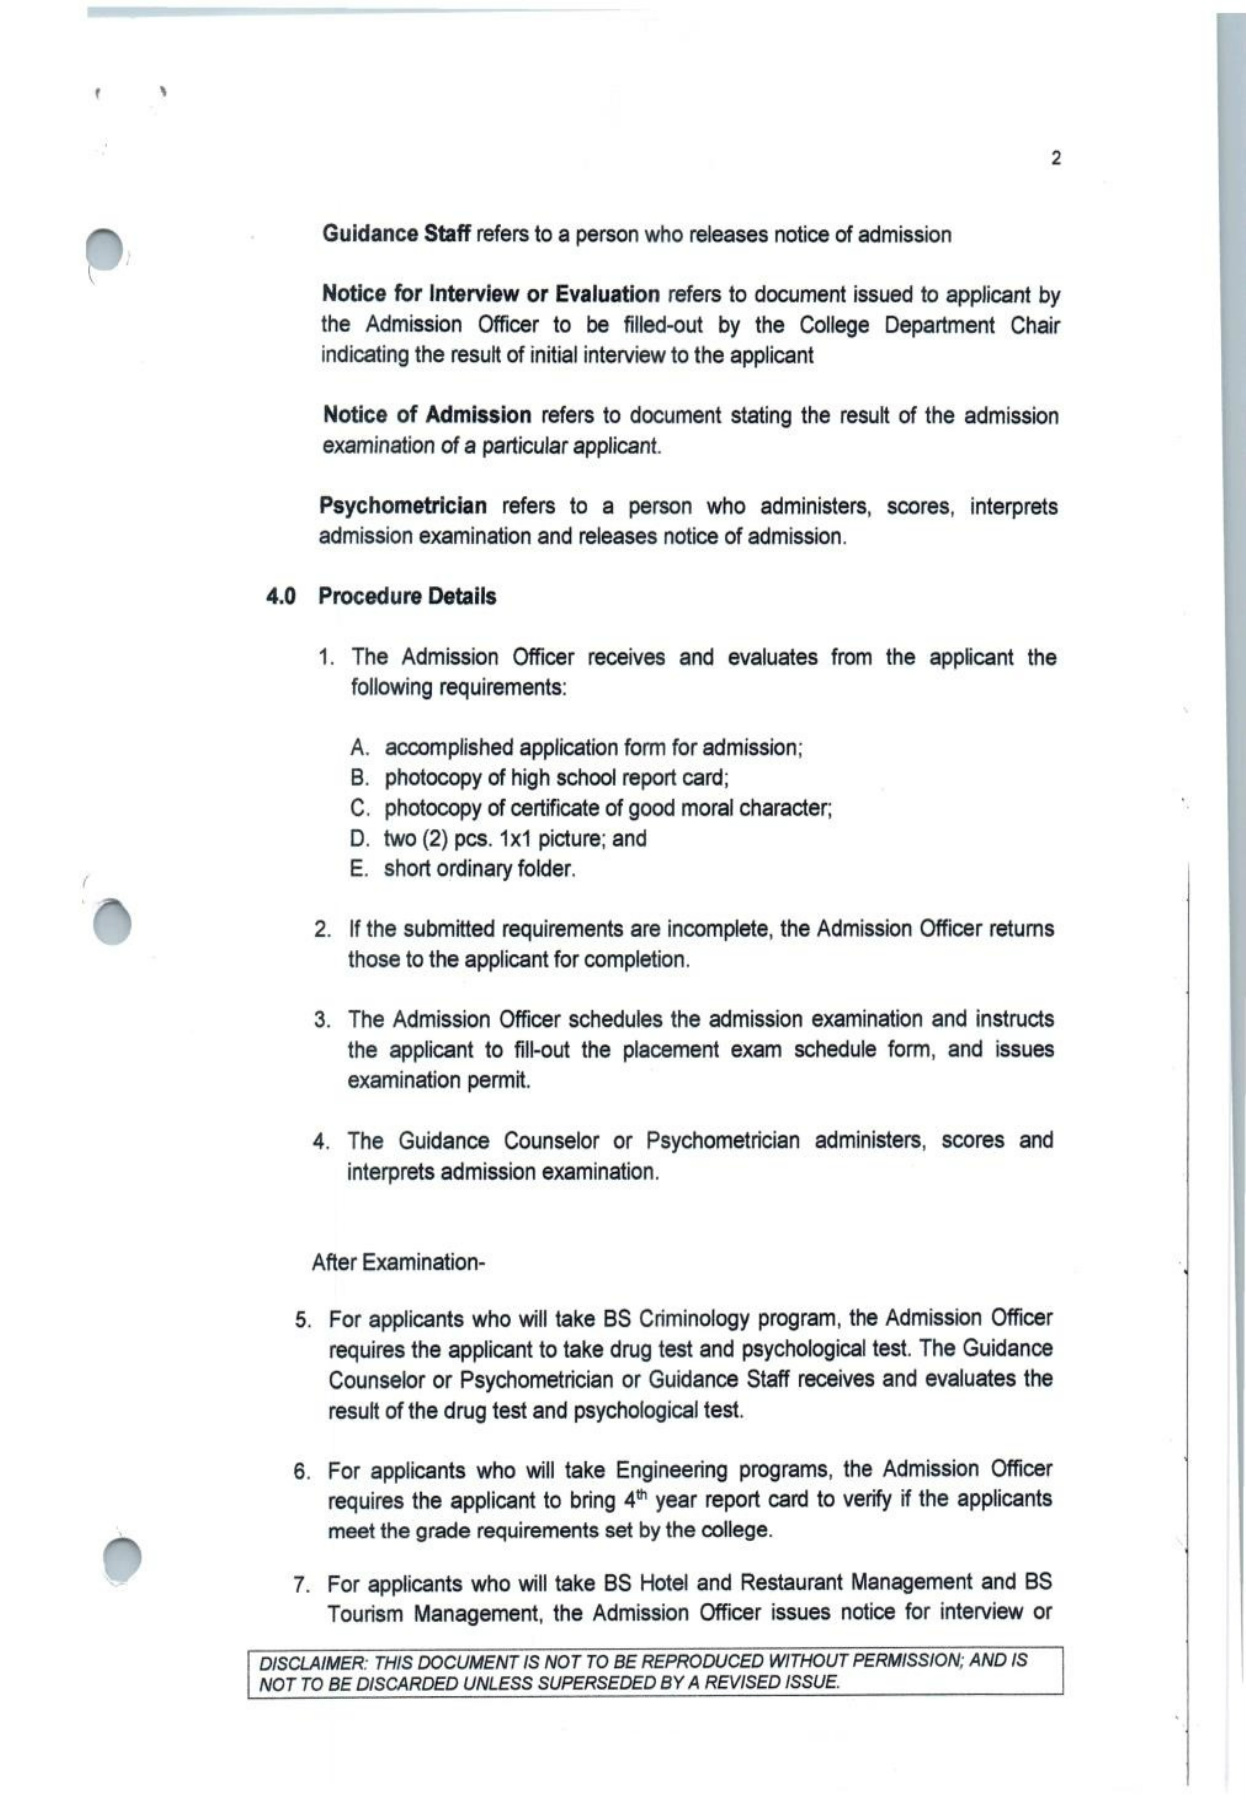 2
Guidance Staff refers to a person who releases notice of admission
Notice for Interview or Evaluation refers to document issued to applicant by
the Admission Officer to be filled-out by the College Department Chair
indicating the result of initial interview to the applicant
Notice of Admission refers to document stating the result of the admission
examination of a particular applicant.
Psychometrician refers to a person who administers, scores, interprets
admission examination and releases notice of admission.
4.0 Procedure Details
1. The Admission Officer receives and evaluates from the applicant the
following requirements:
A. accomplished application form for admission;
B. photocopy of high school report card;
C. photocopy of certificate of good moral character;
D. two (2) pcs. 1x1 picture; and
E. short ordinary folder.
2. If the submitted requirements are incomplete, the Admission Officer returns
those to the applicant for completion.
3. The Admission Officer schedules the admission examination and instructs
the applicant to fill-out the placement exam schedule form, and issues
examination permit.
4. The Guidance Counselor or Psychometrician administers, scores and
interprets admission examination.
After Examination-
5. For applicants who will take BS Criminology program, the Admission Officer
requires the applicant to take drug test and psychological test. The Guidance
Counselor or Psychometrician or Guidance Staff receives and evaluates the
result of the drug test and psychological test.
6. For applicants who will take Engineering programs, the Admission Officer
requires the applicant to bring 4th year report card to verify if the applicants
meet the grade requirements set by the college.
7. For applicants who will take BS Hotel and Restaurant Management and BS
Tourism Management, the Admission Officer issues notice for interview or
DISCLAIMER: THIS DOCUMENT IS NOT TO BE REPRODUCED WITHOUT PERMISSION; AND IS
NOT TO BE DISCARDED UNLESS SUPERSEDED BY A REVISED ISSUE.